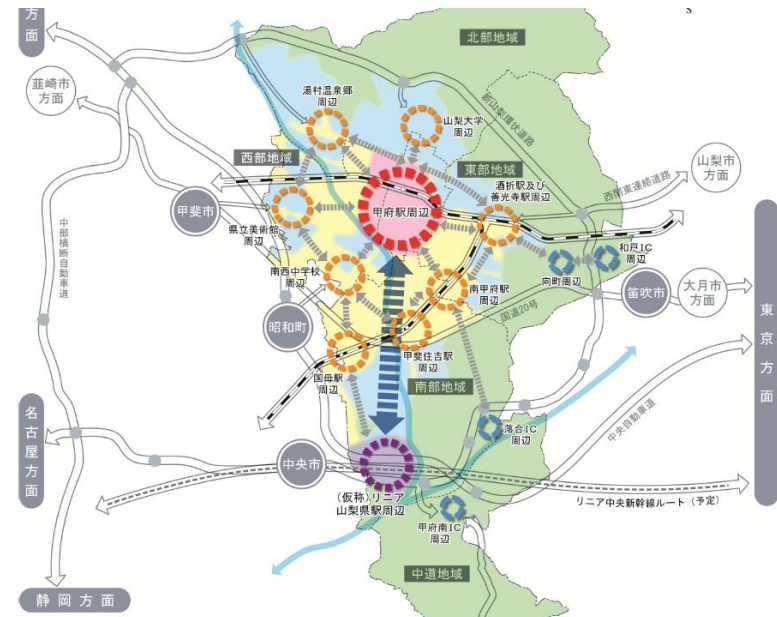 s
方面
北部地域
韮崎市
方面
湯村温泉郷
周辺
山梨大学
周辺
新山梨環状道路
西部地域
東部地域
山梨市
方面
酒折駅及び
善光寺駅周辺
西関東連絡道路
甲斐市
甲府駅周辺
県立美術館
周辺
和戸IC
周辺
中部横断自動車道
南西中学校
周辺
南甲府駅
周辺
向町周辺
笛吹市
大月市
方面
国道20号
昭和町
甲斐住吉駅
周辺
国母駅
周辺
南部地域
東京方面
名古屋方面
落合IC
周辺
中央自動車道
中央市
(仮称)リニア
山梨県駅周辺
リニア中央新幹線ルート(予定)
甲府南IC
周辺
中道地域
静岡方面